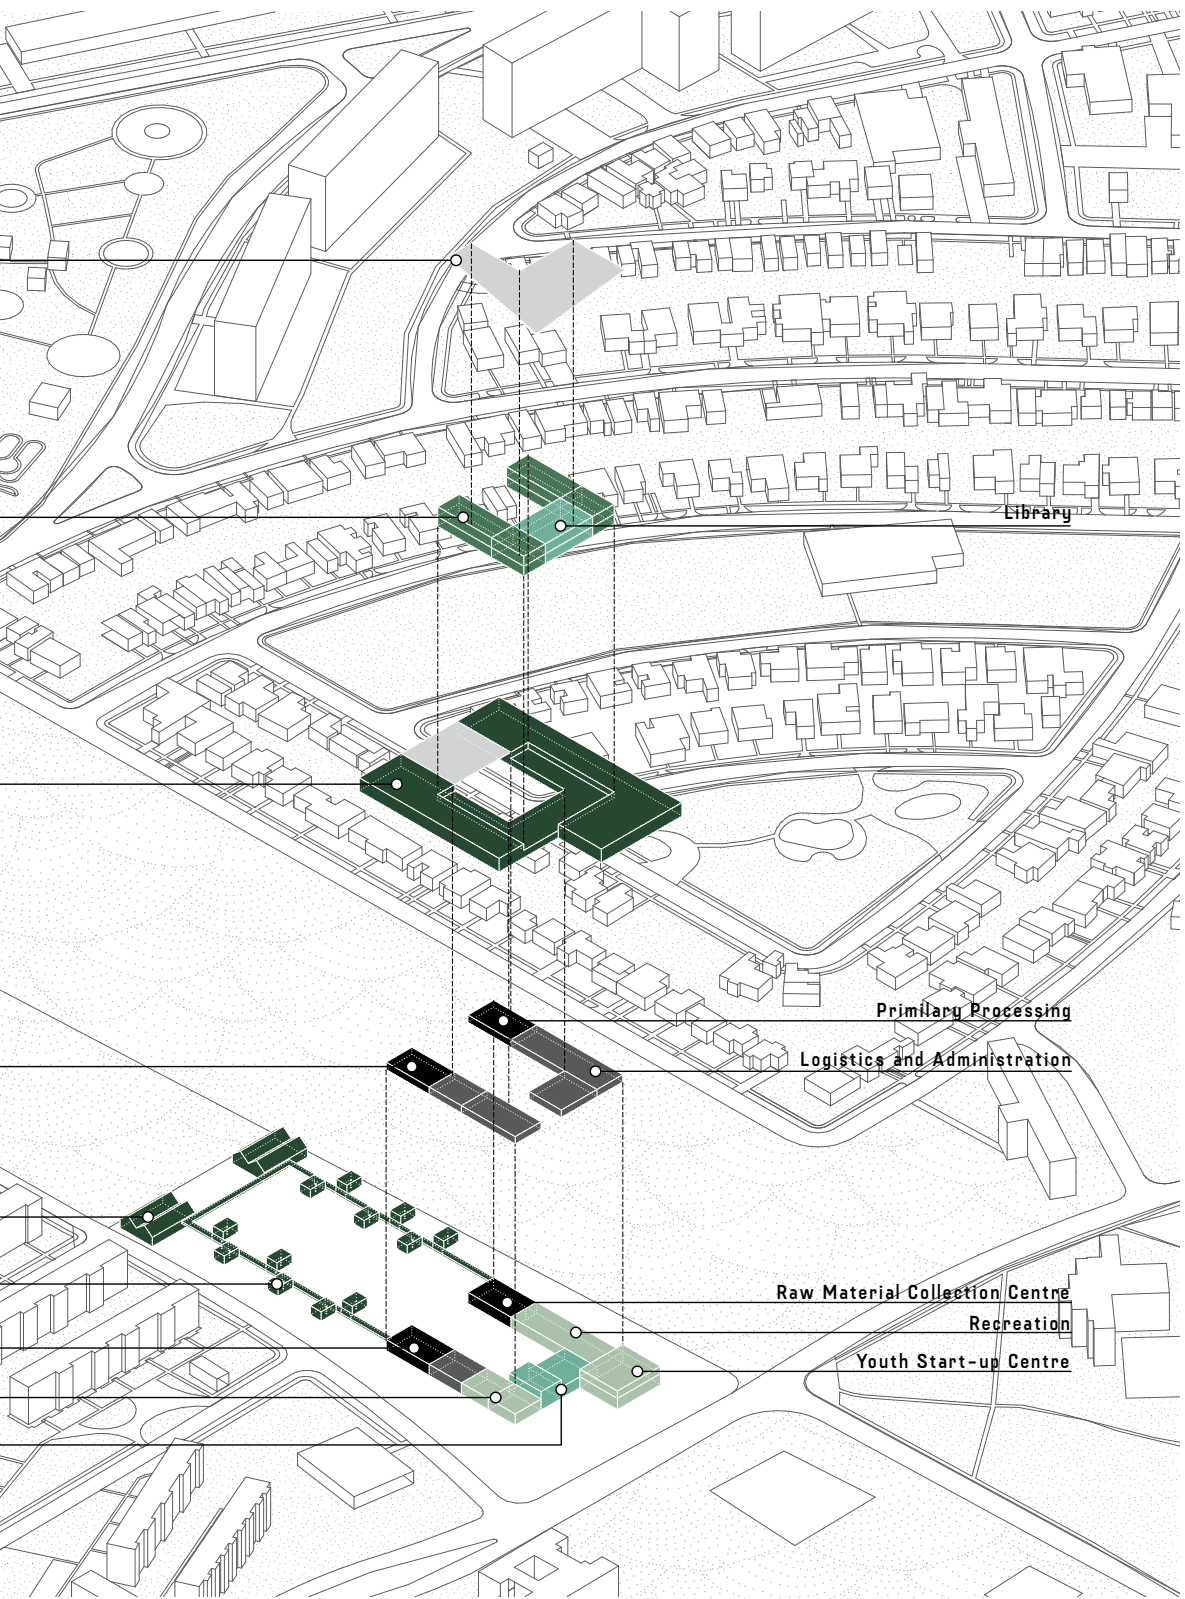 Library
Primilary Processing
Logistics and Administration
Raw Material Collection Centre
Recreation
Youth Start-up Centre